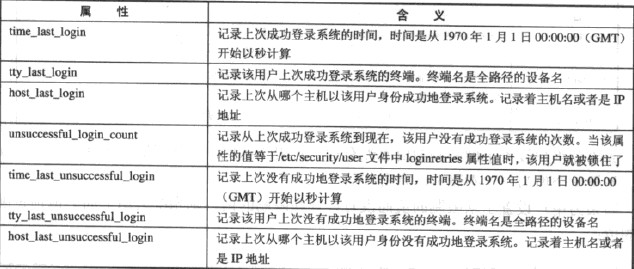 属 性 含 义
time_last_login 记录上次成功登录系统的时间，时间是从 1970 年 1 月 1 日 00:00:00（GMT）
开始以秒计算
tty_last_login 记录该用户上次成功登录系统的终端。终端名是全路径的设备名
host_last_login 记录上次从哪个主机以该用户身份成功地登录系统。记录着主机名或者是 IP
地址
unsuccessful_login_count 记录从上次成功登录系统到现在，该用户没有成功登录系统的次数。当该属
性的值等于/etc/security/user 文件中 loginretries 属性值时，该用户就被锁住了
time_last_unsuccessful_login 记录上次没有成功地登录系统的时间，时间是从 1970 年 1 月 1 日 00:00:00
（GMT）开始以秒计算
tty_last_unsuccessful_login 记录该用户上次没有成功地登录系统的终端。终端名是全路径的设备名
host_last_unsuccessful_login 记录上次从哪个主机以该用户身份没有成功地登录系统。记录着主机名或者
是 IP 地址